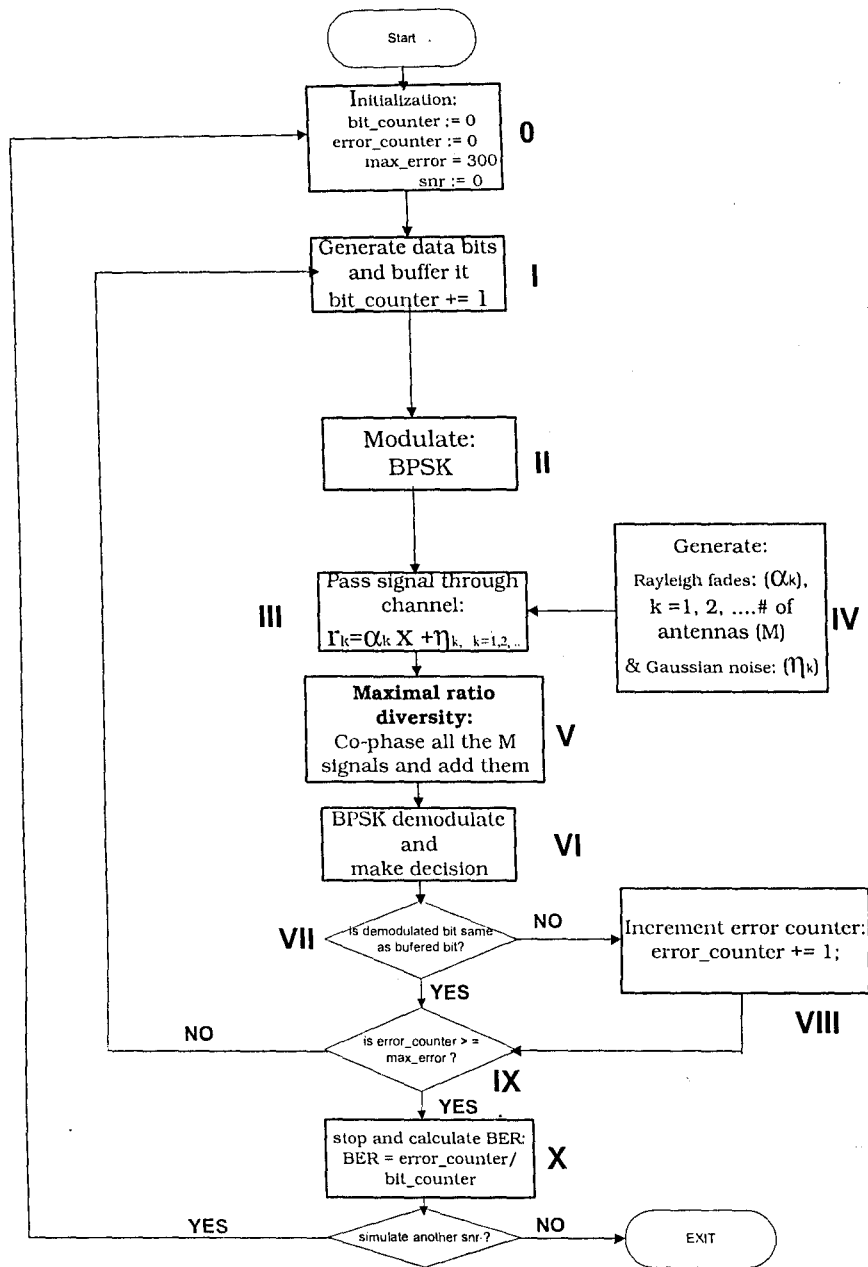 Start
Initialization:
bit_counter := 0
error_counter := 0
max_error = 300
snr := 0
0
Generate data bits
and buffer it
bit_counter += 1
I
Modulate:
BPSK
II
Pass signal through
channel:
rk=αk x +ηk, k=1,2,..
III
Generate:
Rayleigh fades: (αk),
k =1, 2, ....# of
antennas (M)
& Gaussian noise: (ηk)
IV
Maximal ratio
diversity:
Co-phase all the M
signals and add them
V
BPSK demodulate
and
make decision
VI
VII
is demodulated bit same
as bufered bit?
NO
Increment error counter:
error_counter += 1;
VIII
YES
NO
is error_counter > =
max_error ?
IX
YES
stop and calculate BER:
BER = error_counter/
bit_counter
X
YES
simulate another snr ?
NO
EXIT